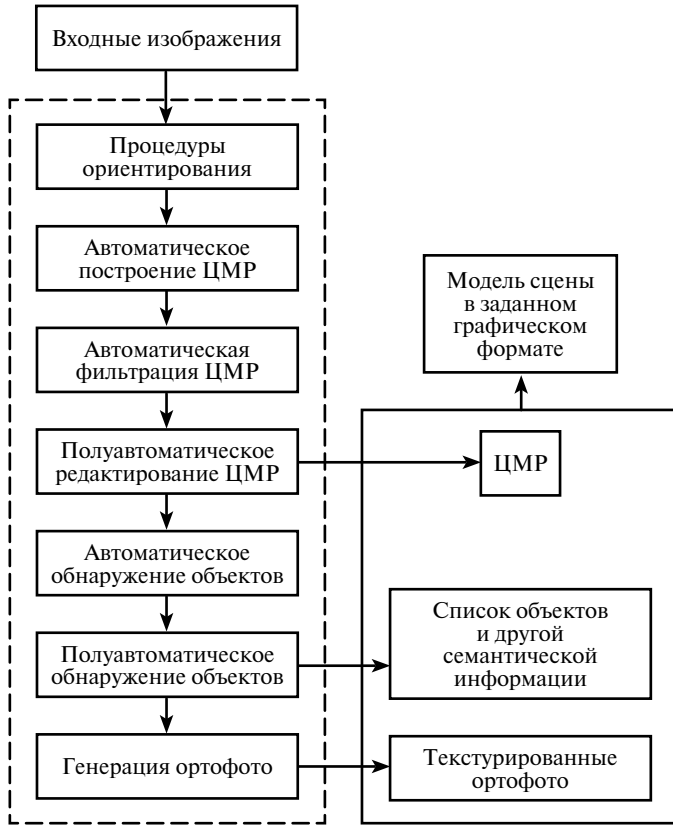 Входные изображения
Процедуры
ориентирования
Автоматическое
построение ЦМР
Автоматическая
фильтрация ЦМР
Полуавтоматическое
редактирование ЦМР
Автоматическое
обнаружение объектов
Полуавтоматическое
обнаружение объектов
Генерация ортофото
Модель сцены
в заданном
графическом
формате
ЦМР
Список объектов
и другой
семантической
информации
Текстурированные
ортофото